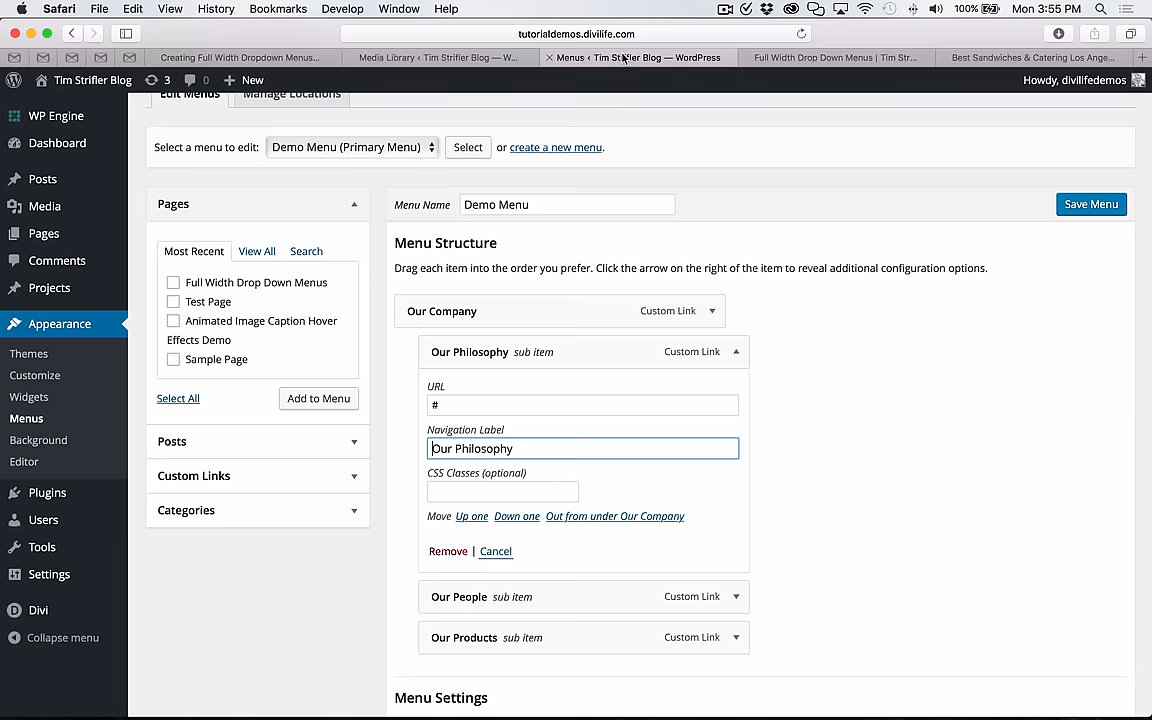 Safari File Edit View History Bookmarks Develop Window Help 100% Mon 3:55 PM
tutorialdemos.divilife.com
Creating Full Width Dropdown Menus... Media Library ‹ Tim Strifler Blog — W... Menus ‹ Tim Strifler Blog — WordPress Full Width Drop Down Menus | Tim Str... Best Sandwiches & Catering Los Ange...
Tim Strifler Blog 3 0 + New Howdy, divilifedemos
WP Engine
Dashboard
Posts
Media
Pages
Comments
Projects
Appearance
Themes
Customize
Widgets
Menus
Background
Editor
Plugins
Users
Tools
Settings
Divi
Collapse menu
Edit Menus Manage Locations
Select a menu to edit: Demo Menu (Primary Menu) Select or create a new menu.
Pages
Most Recent View All Search
Full Width Drop Down Menus
Test Page
Animated Image Caption Hover
Effects Demo
Sample Page
Select All Add to Menu
Posts
Custom Links
Categories
Menu Name Demo Menu Save Menu
Menu Structure
Drag each item into the order you prefer. Click the arrow on the right of the item to reveal additional configuration options.
Our Company Custom Link
Our Philosophy sub item Custom Link
URL
#
Navigation Label
Our Philosophy
CSS Classes (optional)
Move Up one Down one Out from under Our Company
Remove | Cancel
Our People sub item Custom Link
Our Products sub item Custom Link
Menu Settings